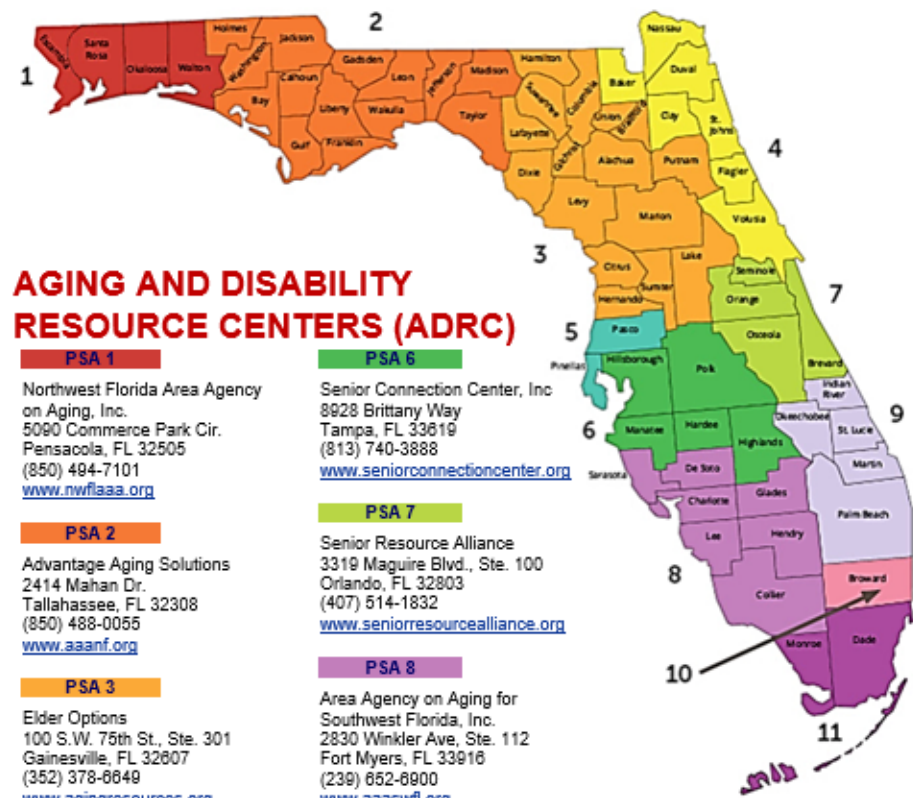 2
1
Escambia
Santa
Rosa
Okaloosa
Walton
Holmes
Jackson
Washington
Bay
Calhoun
Gulf
Liberty
Gadsden
Franklin
Leon
Wakulla
Jefferson
Madison
Taylor
Hamilton
Suwannee
Lafayette
Dixie
Columbia
Gilchrist
Baker
Union
Bradford
Nassau
Duval
Clay
St.
Johns
4
Alachua
Putnam
Flagler
Levy
Marion
Volusia
3
Citrus
Sumter
Lake
Hernando
Seminole
Orange
7
5
Pasco
Osceola
Pinellas
Hillsborough
Polk
Brevard
Indian
River
6
Manatee
Hardee
Highlands
Okeechobee
St. Lucie
9
Sarasota
De Soto
Martin
Charlotte
Glades
Lee
Hendry
Palm Beach
8
Collier
Broward
10
Monroe
Dade
11
AGING AND DISABILITY
RESOURCE CENTERS (ADRC)
PSA 1
Northwest Florida Area Agency
on Aging, Inc.
5090 Commerce Park Cir.
Pensacola, FL 32505
(850) 494-7101
www.nwflaaa.org
PSA 2
Advantage Aging Solutions
2414 Mahan Dr.
Tallahassee, FL 32308
(850) 488-0055
www.aaanf.org
PSA 3
Elder Options
100 S.W. 75th St., Ste. 301
Gainesville, FL 32607
(352) 378-6649
www.agingresources.org
PSA 6
Senior Connection Center, Inc
8928 Brittany Way
Tampa, FL 33619
(813) 740-3888
www.seniorconnectioncenter.org
PSA 7
Senior Resource Alliance
3319 Maguire Blvd., Ste. 100
Orlando, FL 32803
(407) 514-1832
www.seniorresourcealliance.org
PSA 8
Area Agency on Aging for
Southwest Florida, Inc.
2830 Winkler Ave, Ste. 112
Fort Myers, FL 33916
(239) 652-6900
www.aaaswfl.org